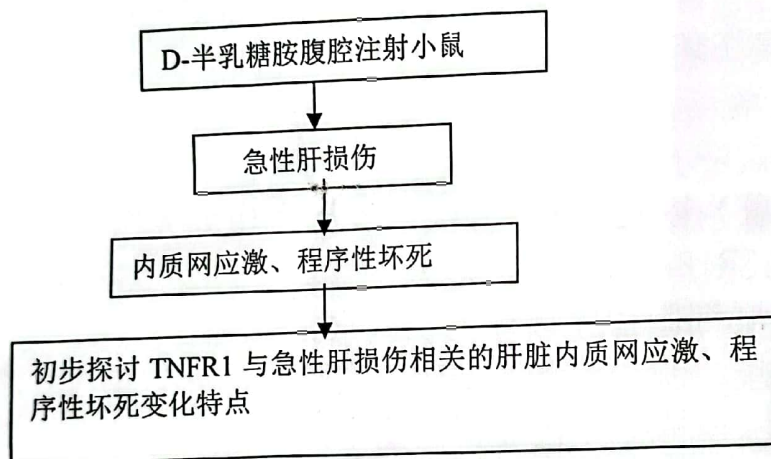 D-半乳糖胺腹腔注射小鼠
急性肝损伤
内质网应激、程序性坏死
初步探讨 TNFR1 与急性肝损伤相关的肝脏内质网应激、程
序性坏死变化特点